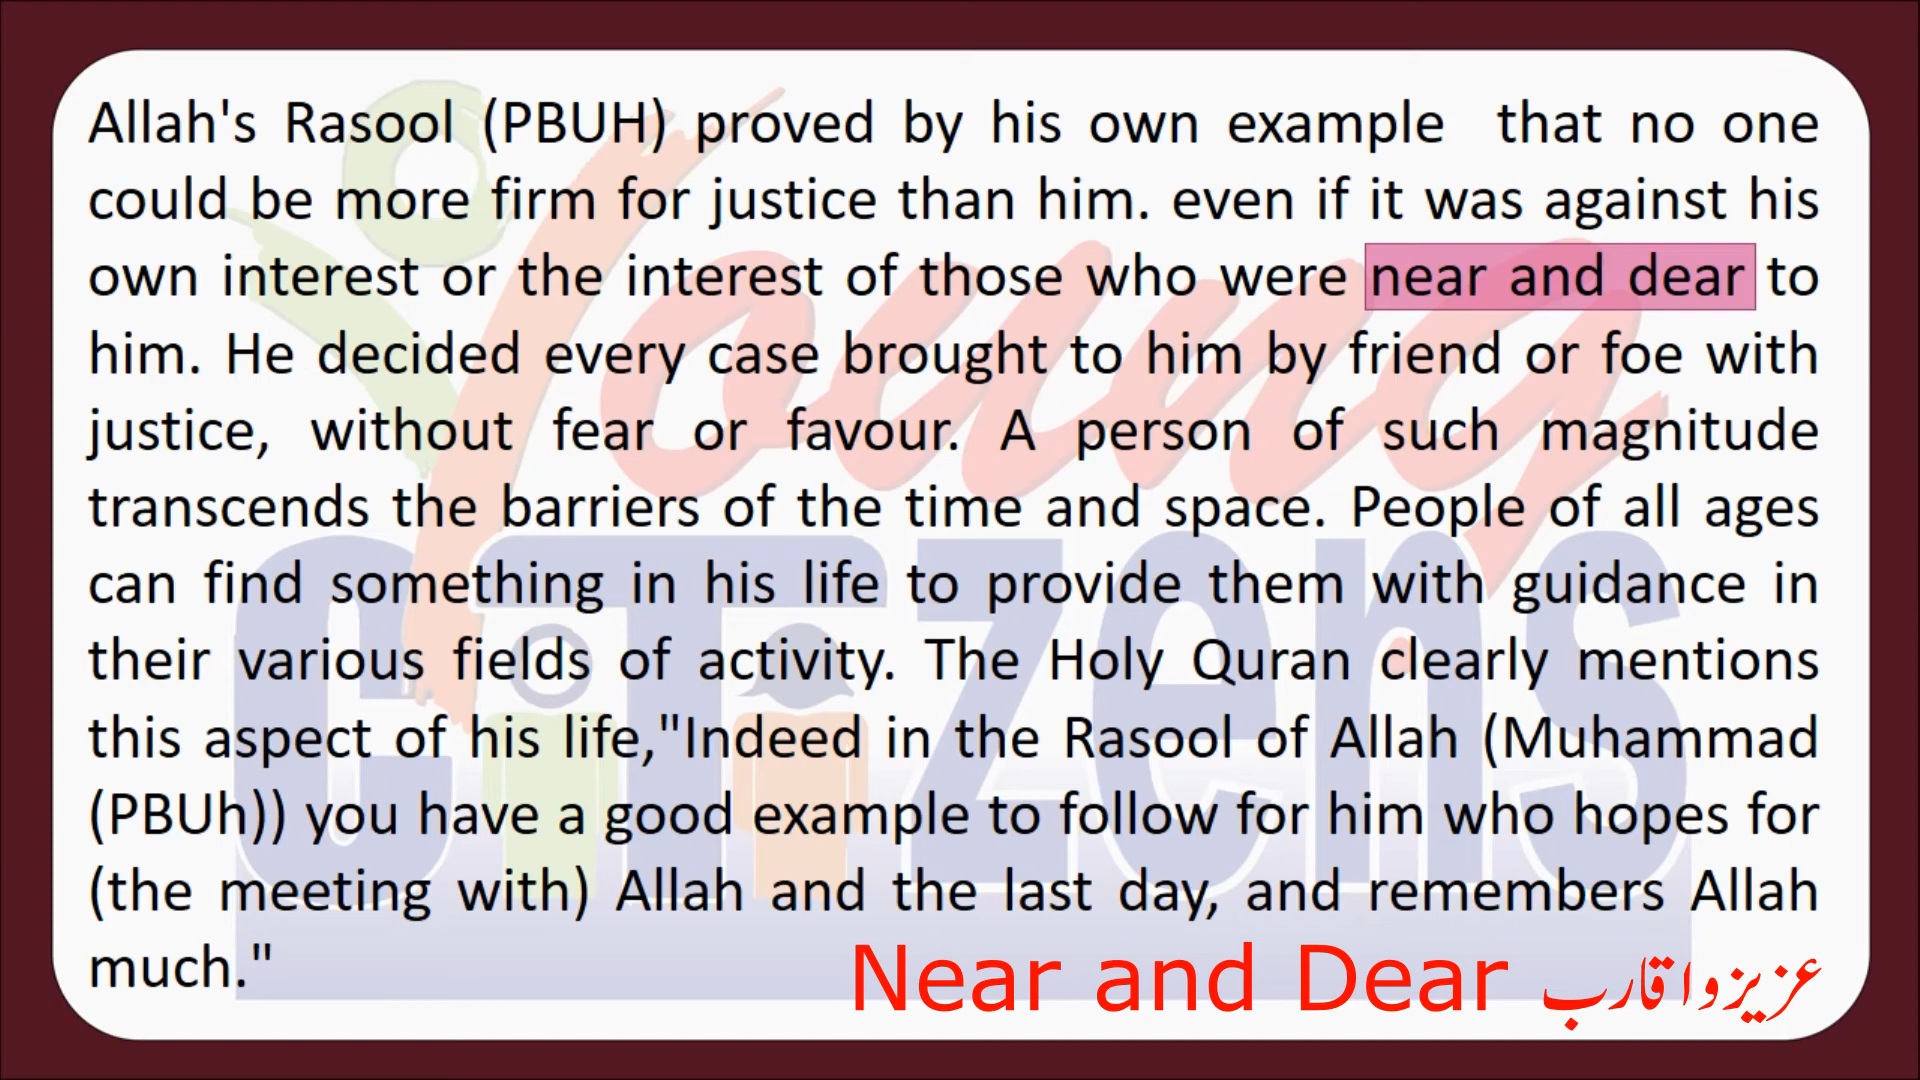 Allah's Rasool (PBUH) proved by his own example that no one
could be more firm for justice than him. even if it was against his
own interest or the interest of those who were near and dear to
him. He decided every case brought to him by friend or foe with
justice, without fear or favour. A person of such magnitude
transcends the barriers of the time and space. People of all ages
can find something in his life to provide them with guidance in
their various fields of activity. The Holy Quran clearly mentions
this aspect of his life,"Indeed in the Rasool of Allah (Muhammad
(PBUh)) you have a good example to follow for him who hopes for
(the meeting with) Allah and the last day, and remembers Allah
much."
Near and Dear عزیزو اقارب
Young
CiTizens